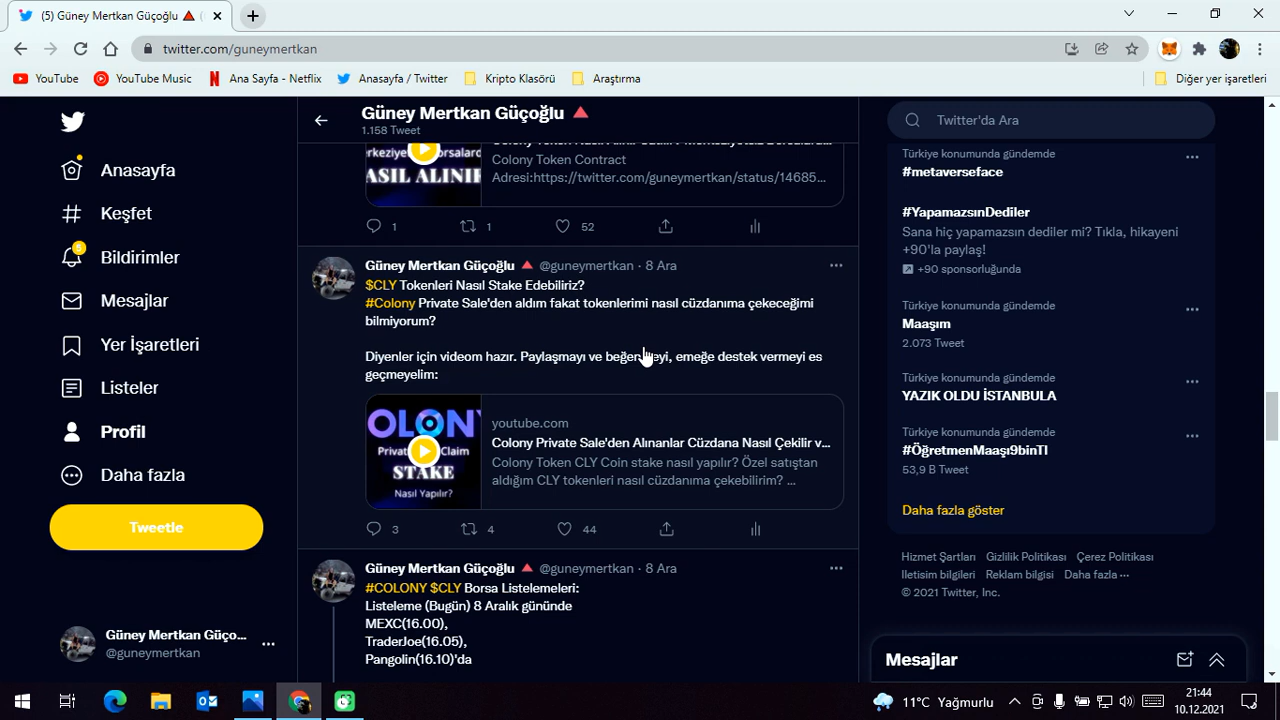 (5) Güney Mertkan Güçoğlu
twitter.com/guneymertkan
YouTube
YouTube Music
Ana Sayfa - Netflix
Anasayfa / Twitter
Kripto Klasörü
Araştırma
Diğer yer işaretleri
Anasayfa
Keşfet
5
Bildirimler
Mesajlar
Yer İşaretleri
Listeler
Profil
Daha fazla
Tweetle
Güney Mertkan Güço...
@guneymertkan
Güney Mertkan Güçoğlu
1.158 Tweet
Colony Token Contract
Adresi:https://twitter.com/guneymertkan/status/14685...
ASIL ALINIR
1
1
52
Güney Mertkan Güçoğlu @guneymertkan · 8 Ara
$CLY Tokenleri Nasıl Stake Edebiliriz?
#Colony Private Sale'den aldım fakat tokenlerimi nasıl cüzdanıma çekeceğimi
bilmiyorum?
Diyenler için videom hazır. Paylaşmayı ve beğenmeyi, emeğe destek vermeyi es
geçmeyelim:
OLONY
Claim
STAKE
Nasıl Yapılır?
youtube.com
Colony Private Sale'den Alınanlar Cüzdana Nasıl Çekilir v...
Colony Token CLY Coin stake nasıl yapılır? Özel satıştan
aldığım CLY tokenleri nasıl cüzdanıma çekebilirim? ...
3
4
44
Güney Mertkan Güçoğlu @guneymertkan · 8 Ara
#COLONY $CLY Borsa Listelemeleri:
Listeleme (Bugün) 8 Aralık gününde
MEXC(16.00),
TraderJoe(16.05),
Pangolin(16.10)'da
Twitter'da Ara
Türkiye konumunda gündemde
#metaverseface
#YapamazsınDediler
Sana hiç yapamazsın dediler mi? Tıkla, hikayeni
+90'la paylaş!
+90 sponsorluğunda
Türkiye konumunda gündemde
Maaşım
2.073 Tweet
Türkiye konumunda gündemde
YAZIK OLDU İSTANBULA
Türkiye konumunda gündemde
#ÖğretmenMaaşı9binTl
53,9 B Tweet
Daha fazla göster
Hizmet Şartları Gizlilik Politikası Çerez Politikası
İletişim bilgileri Reklam bilgisi Daha fazla ...
© 2021 Twitter, Inc.
Mesajlar
11°C Yağmurlu
21:44
10.12.2021